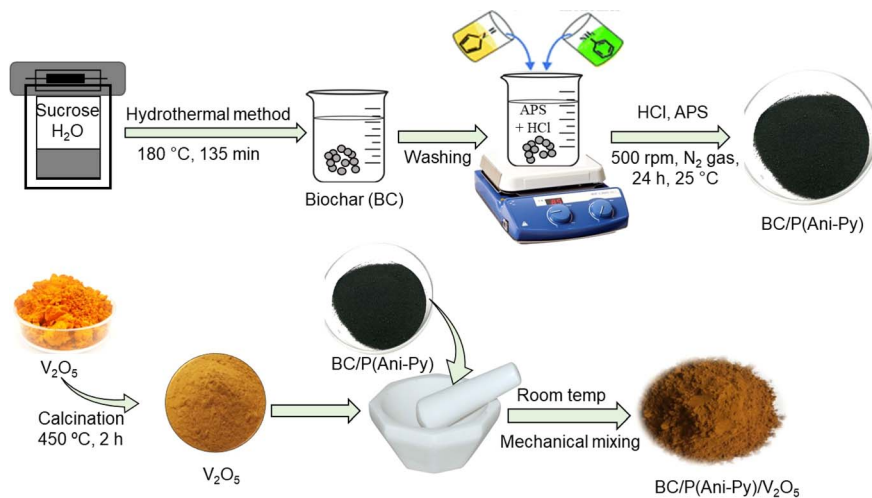 Sucrose
H₂O
Hydrothermal method
180 °C, 135 min
Biochar (BC)
Washing
H
NH₂
APS
+ HCl
HCl, APS
500 rpm, N₂ gas,
24 h, 25 °C
BC/P(Ani-Py)
V₂O₅
Calcination
450 ºC, 2 h
V₂O₅
BC/P(Ani-Py)
Room temp
Mechanical mixing
BC/P(Ani-Py)/V₂O₅